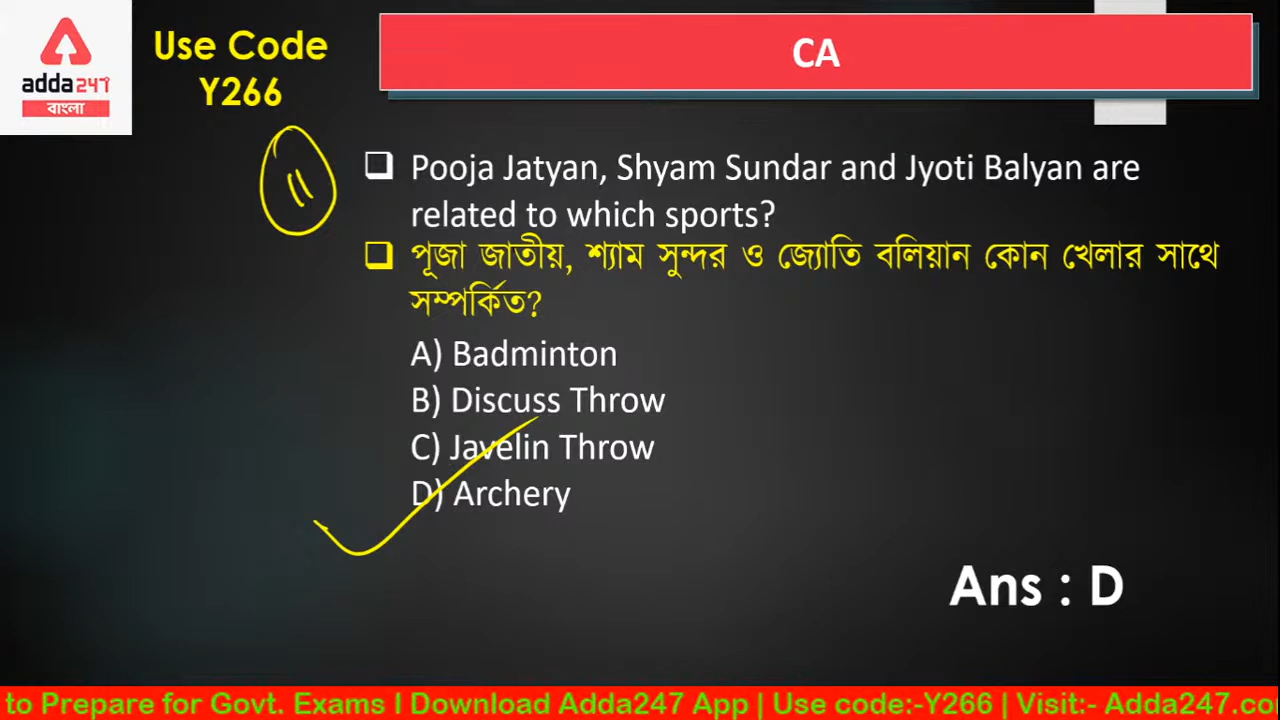 adda247
বাংলা
Use Code
Y266
CA
11
Pooja Jatyan, Shyam Sundar and Jyoti Balyan are
related to which sports?
পূজা জাতীয়, শ্যাম সুন্দর ও জ্যোতি বলিয়ান কোন খেলার সাথে
সম্পর্কিত?
A) Badminton
B) Discuss Throw
C) Javelin Throw
D) Archery
Ans : D
to Prepare for Govt. Exams I Download Adda247 App | Use code:-Y266 | Visit:- Adda247.co